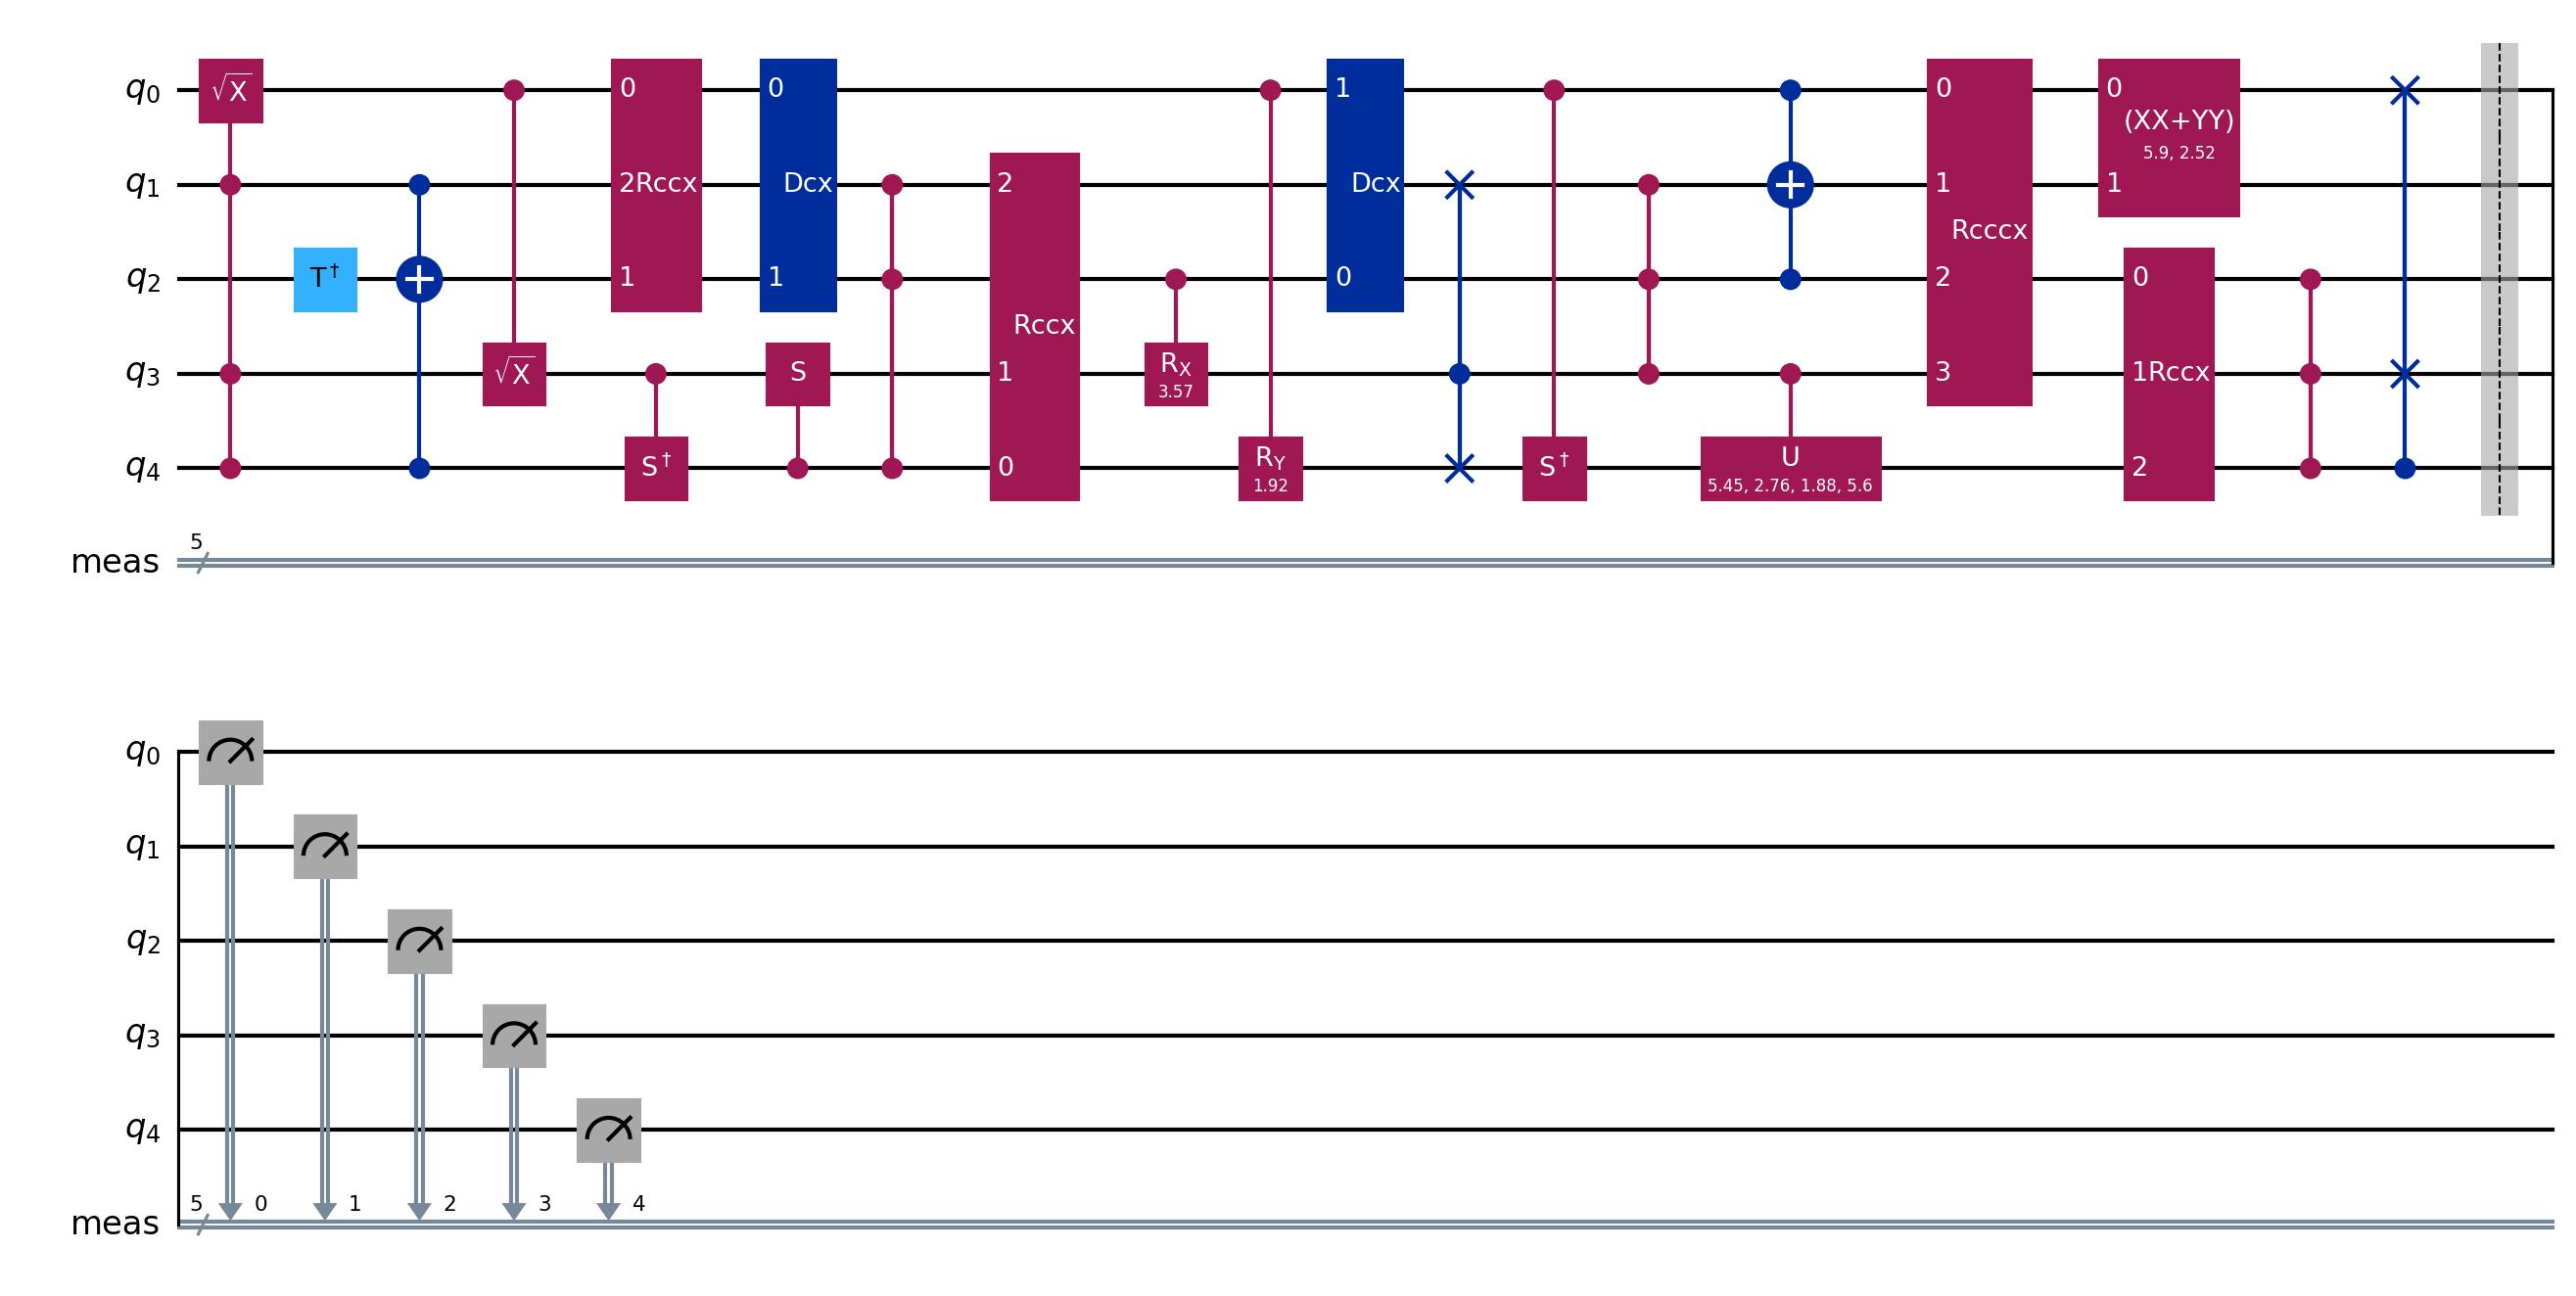 q0 √X 0 0 1 0 0
(XX+YY)
5.9, 2.52
q1 2Rccx Dcx 2 Dcx 1 1
Rcccx
q2 T† 1 1 0 2 0
Rccx
q3 √X S 1 RX 3 1Rccx
3.57
q4 S† 0 RY S† U 2
1.92 5.45, 2.76, 1.88, 5.6
5
meas
q0
q1
q2
q3
q4
5 0 1 2 3 4
meas